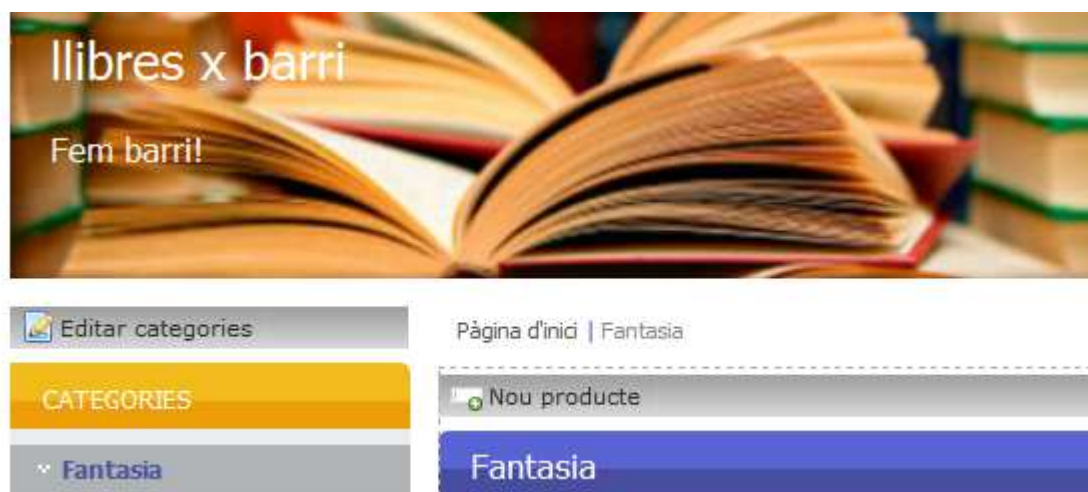 llibres x barri
Fem barri!
Editar categories
Pàgina d'inici | Fantasia
CATEGORIES
Nou producte
Fantasia
Fantasia